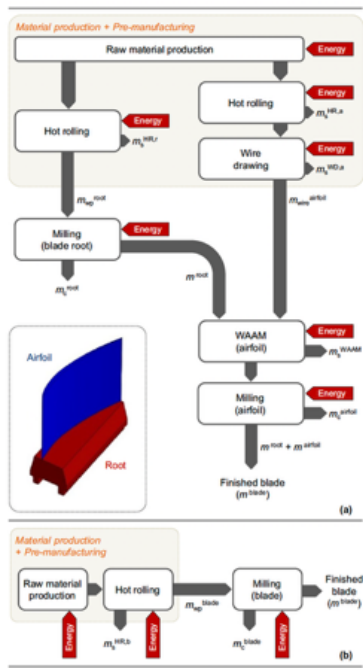 Material production + Pre-manufacturing
Raw material production
Energy
Hot rolling
Energy
m_s^HR,a
Hot rolling
Energy
m_s^HR,r
Wire
drawing
Energy
m_s^WD,a
m_wp^root
m_wire^airfoil
Milling
(blade root)
Energy
m_c^root
m^root
WAAM
(airfoil)
Energy
m_s^WAAM
Milling
(airfoil)
Energy
m_c^airfoil
m^root + m^airfoil
Finished blade
(m^blade)
Airfoil
Root
(a)
Material production
+ Pre-manufacturing
Raw material
production
Energy
Hot rolling
Energy
m_s^HR,b
m_wp^blade
Milling
(blade)
Energy
m_c^blade
Finished
blade
(m^blade)
(b)